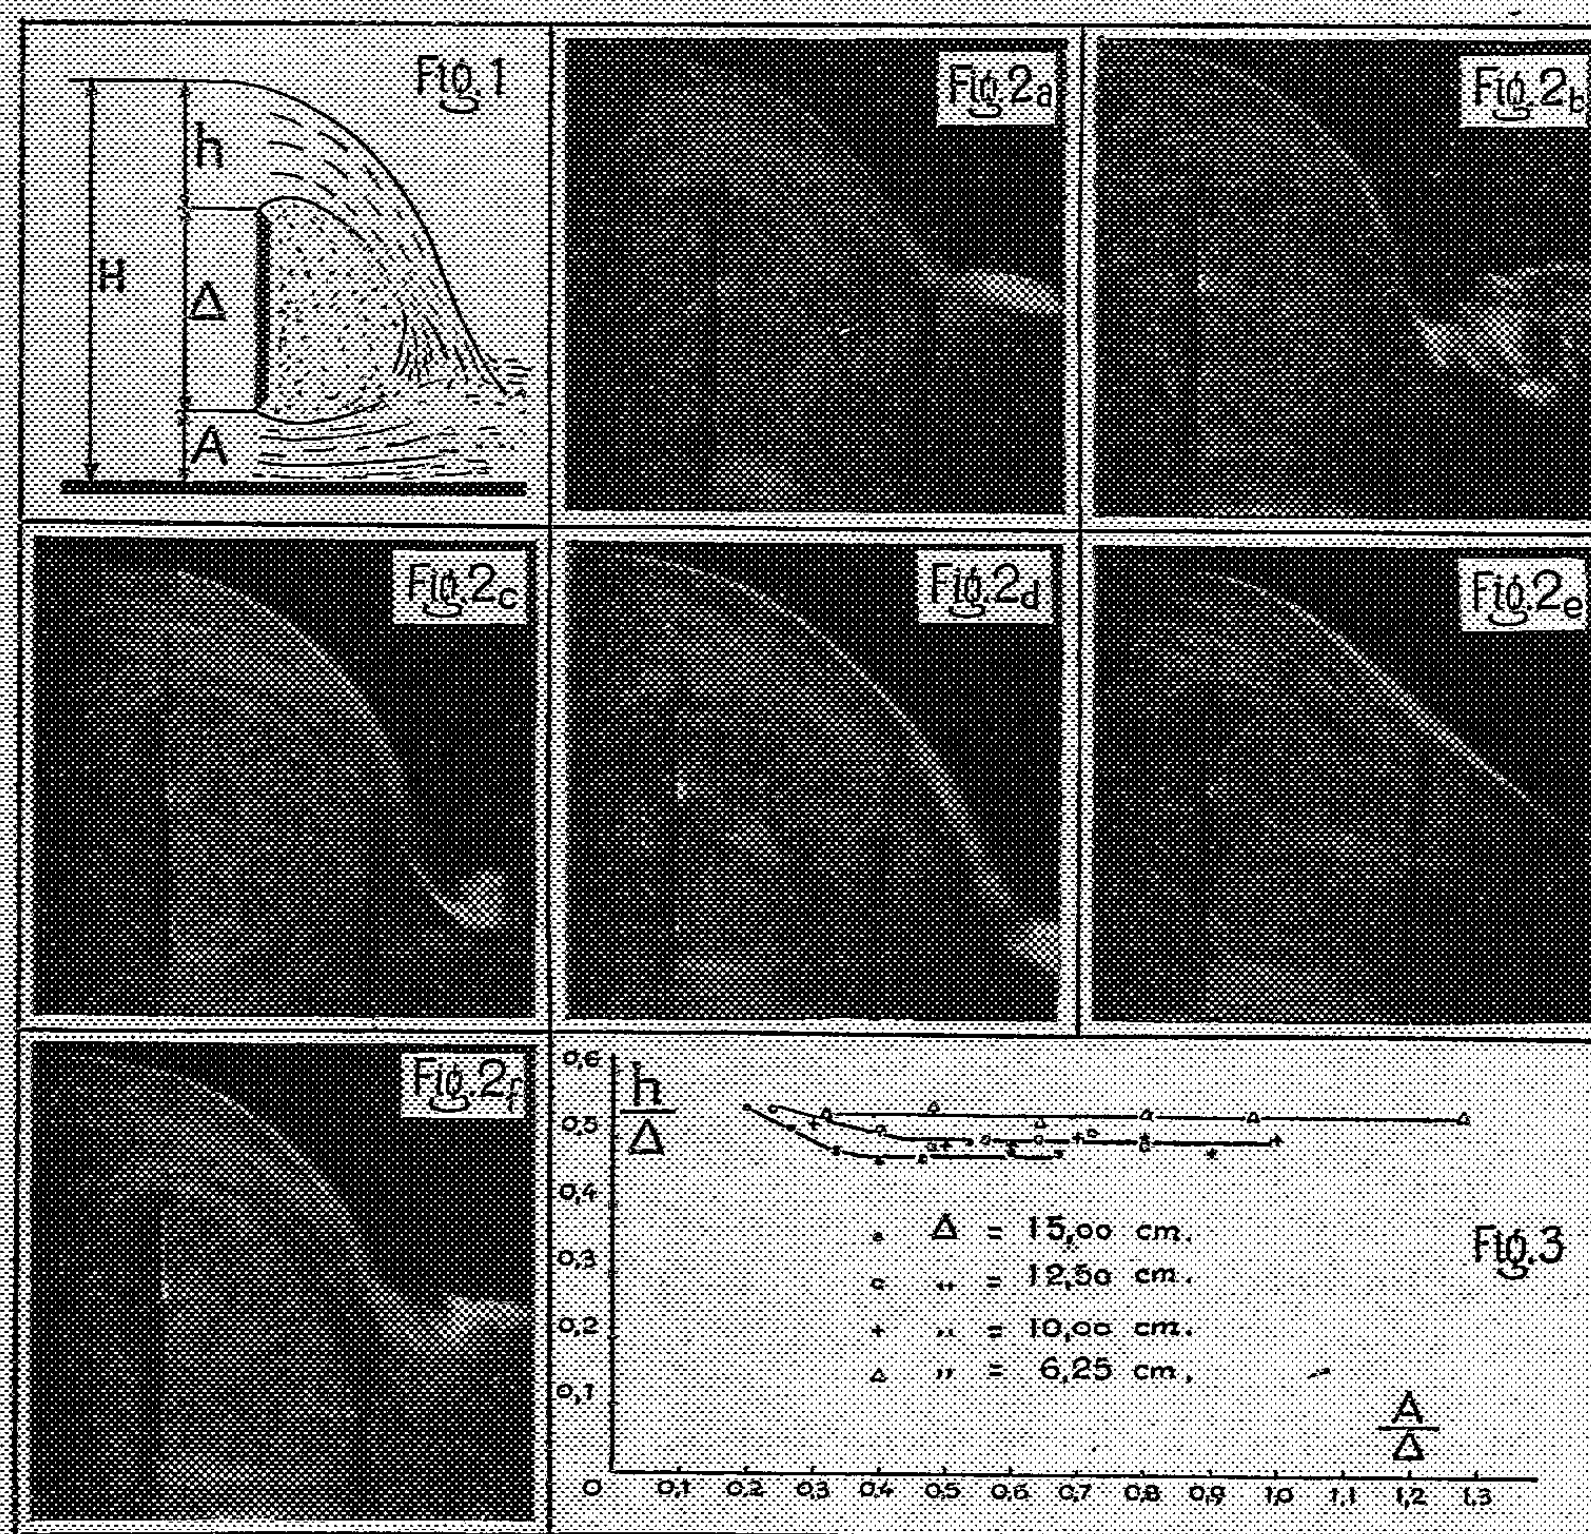 Fig.1
h
H
Δ
A
Fig.2a
Fig.2b
Fig.2c
Fig.2d
Fig.2e
Fig.2f
h
Δ
0,6
0,5
0,4
0,3
0,2
0,1
• Δ = 15,00 cm.
o ,, = 12,50 cm.
+ ,, = 10,00 cm.
Δ ,, = 6,25 cm.
Fig.3
A
Δ
0 0,1 0,2 0,3 0,4 0,5 0,6 0,7 0,8 0,9 1,0 1,1 1,2 1,3